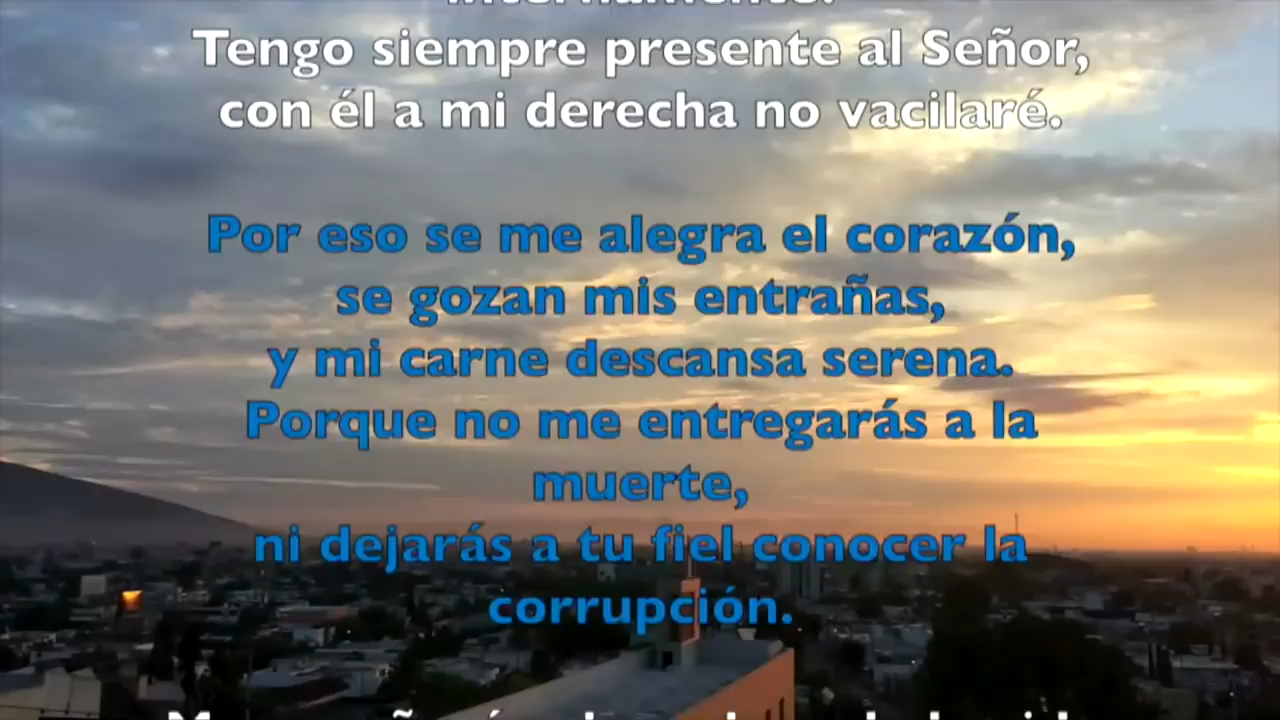 internamente.
Tengo siempre presente al Señor,
con él a mi derecha no vacilaré.
Por eso se me alegra el corazón,
se gozan mis entrañas,
y mi carne descansa serena.
Porque no me entregarás a la
muerte,
ni dejarás a tu fiel conocer la
corrupción.